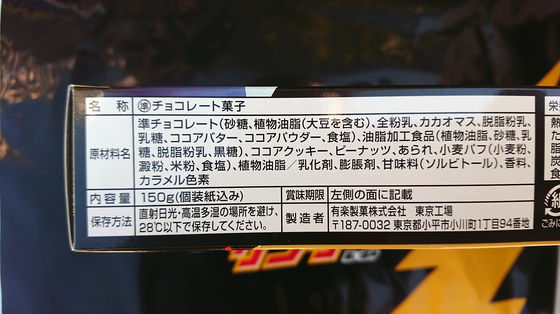 名 称 準チョコレート菓子
原材料名
準チョコレート(砂糖、植物油脂(大豆を含む)、全粉乳、カカオマス、脱脂粉乳、
乳糖、ココアバター、ココアパウダー、食塩)、油脂加工食品(植物油脂、砂糖、乳
糖、脱脂粉乳、黒糖)、ココアクッキー、ピーナッツ、あられ、小麦パフ(小麦粉、
澱粉、米粉、食塩)、植物油脂/乳化剤、膨脹剤、甘味料(ソルビトール)、香料、
カラメル色素
内容量 150g(個装紙込み) 賞味期限 左側の面に記載
保存方法
直射日光・高温多湿の場所を避け、
28℃以下で保存してください。
製造者
有楽製菓株式会社 東京工場
〒187-0032 東京都小平市小川町1丁目94番地
栄
熱
た
脂
炭
食